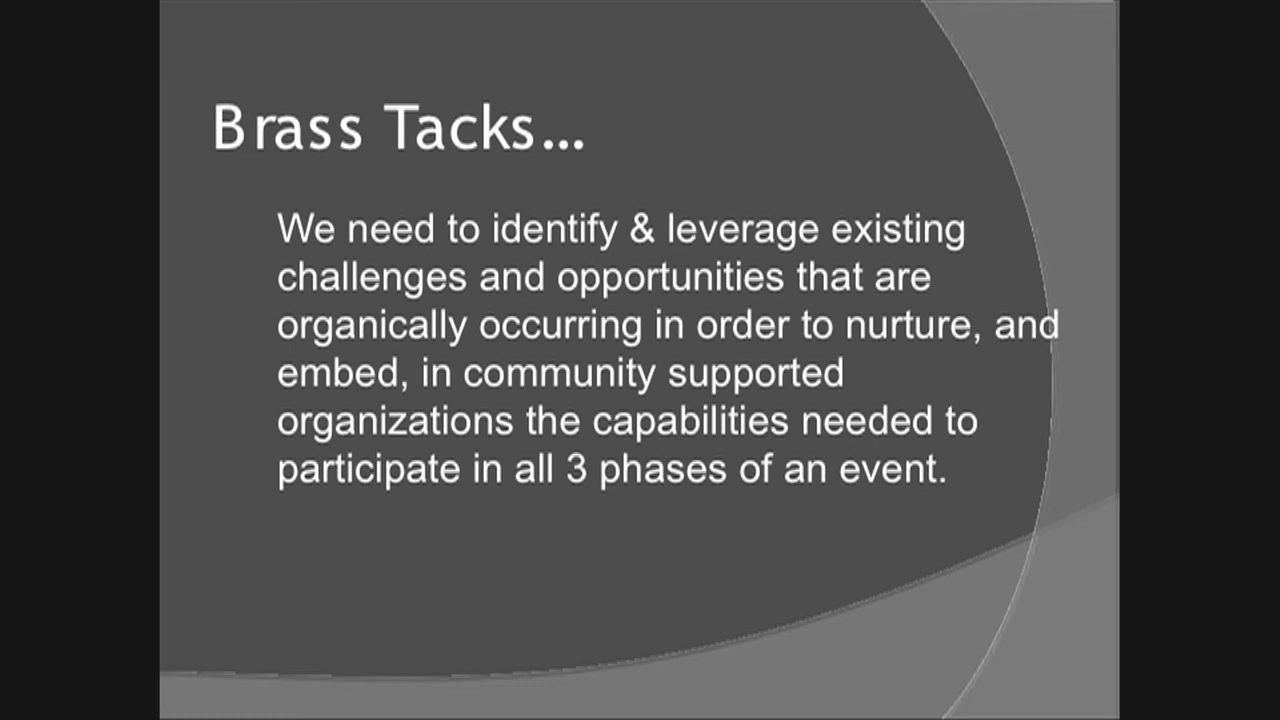 Brass Tacks...
We need to identify & leverage existing
challenges and opportunities that are
organically occurring in order to nurture, and
embed, in community supported
organizations the capabilities needed to
participate in all 3 phases of an event.